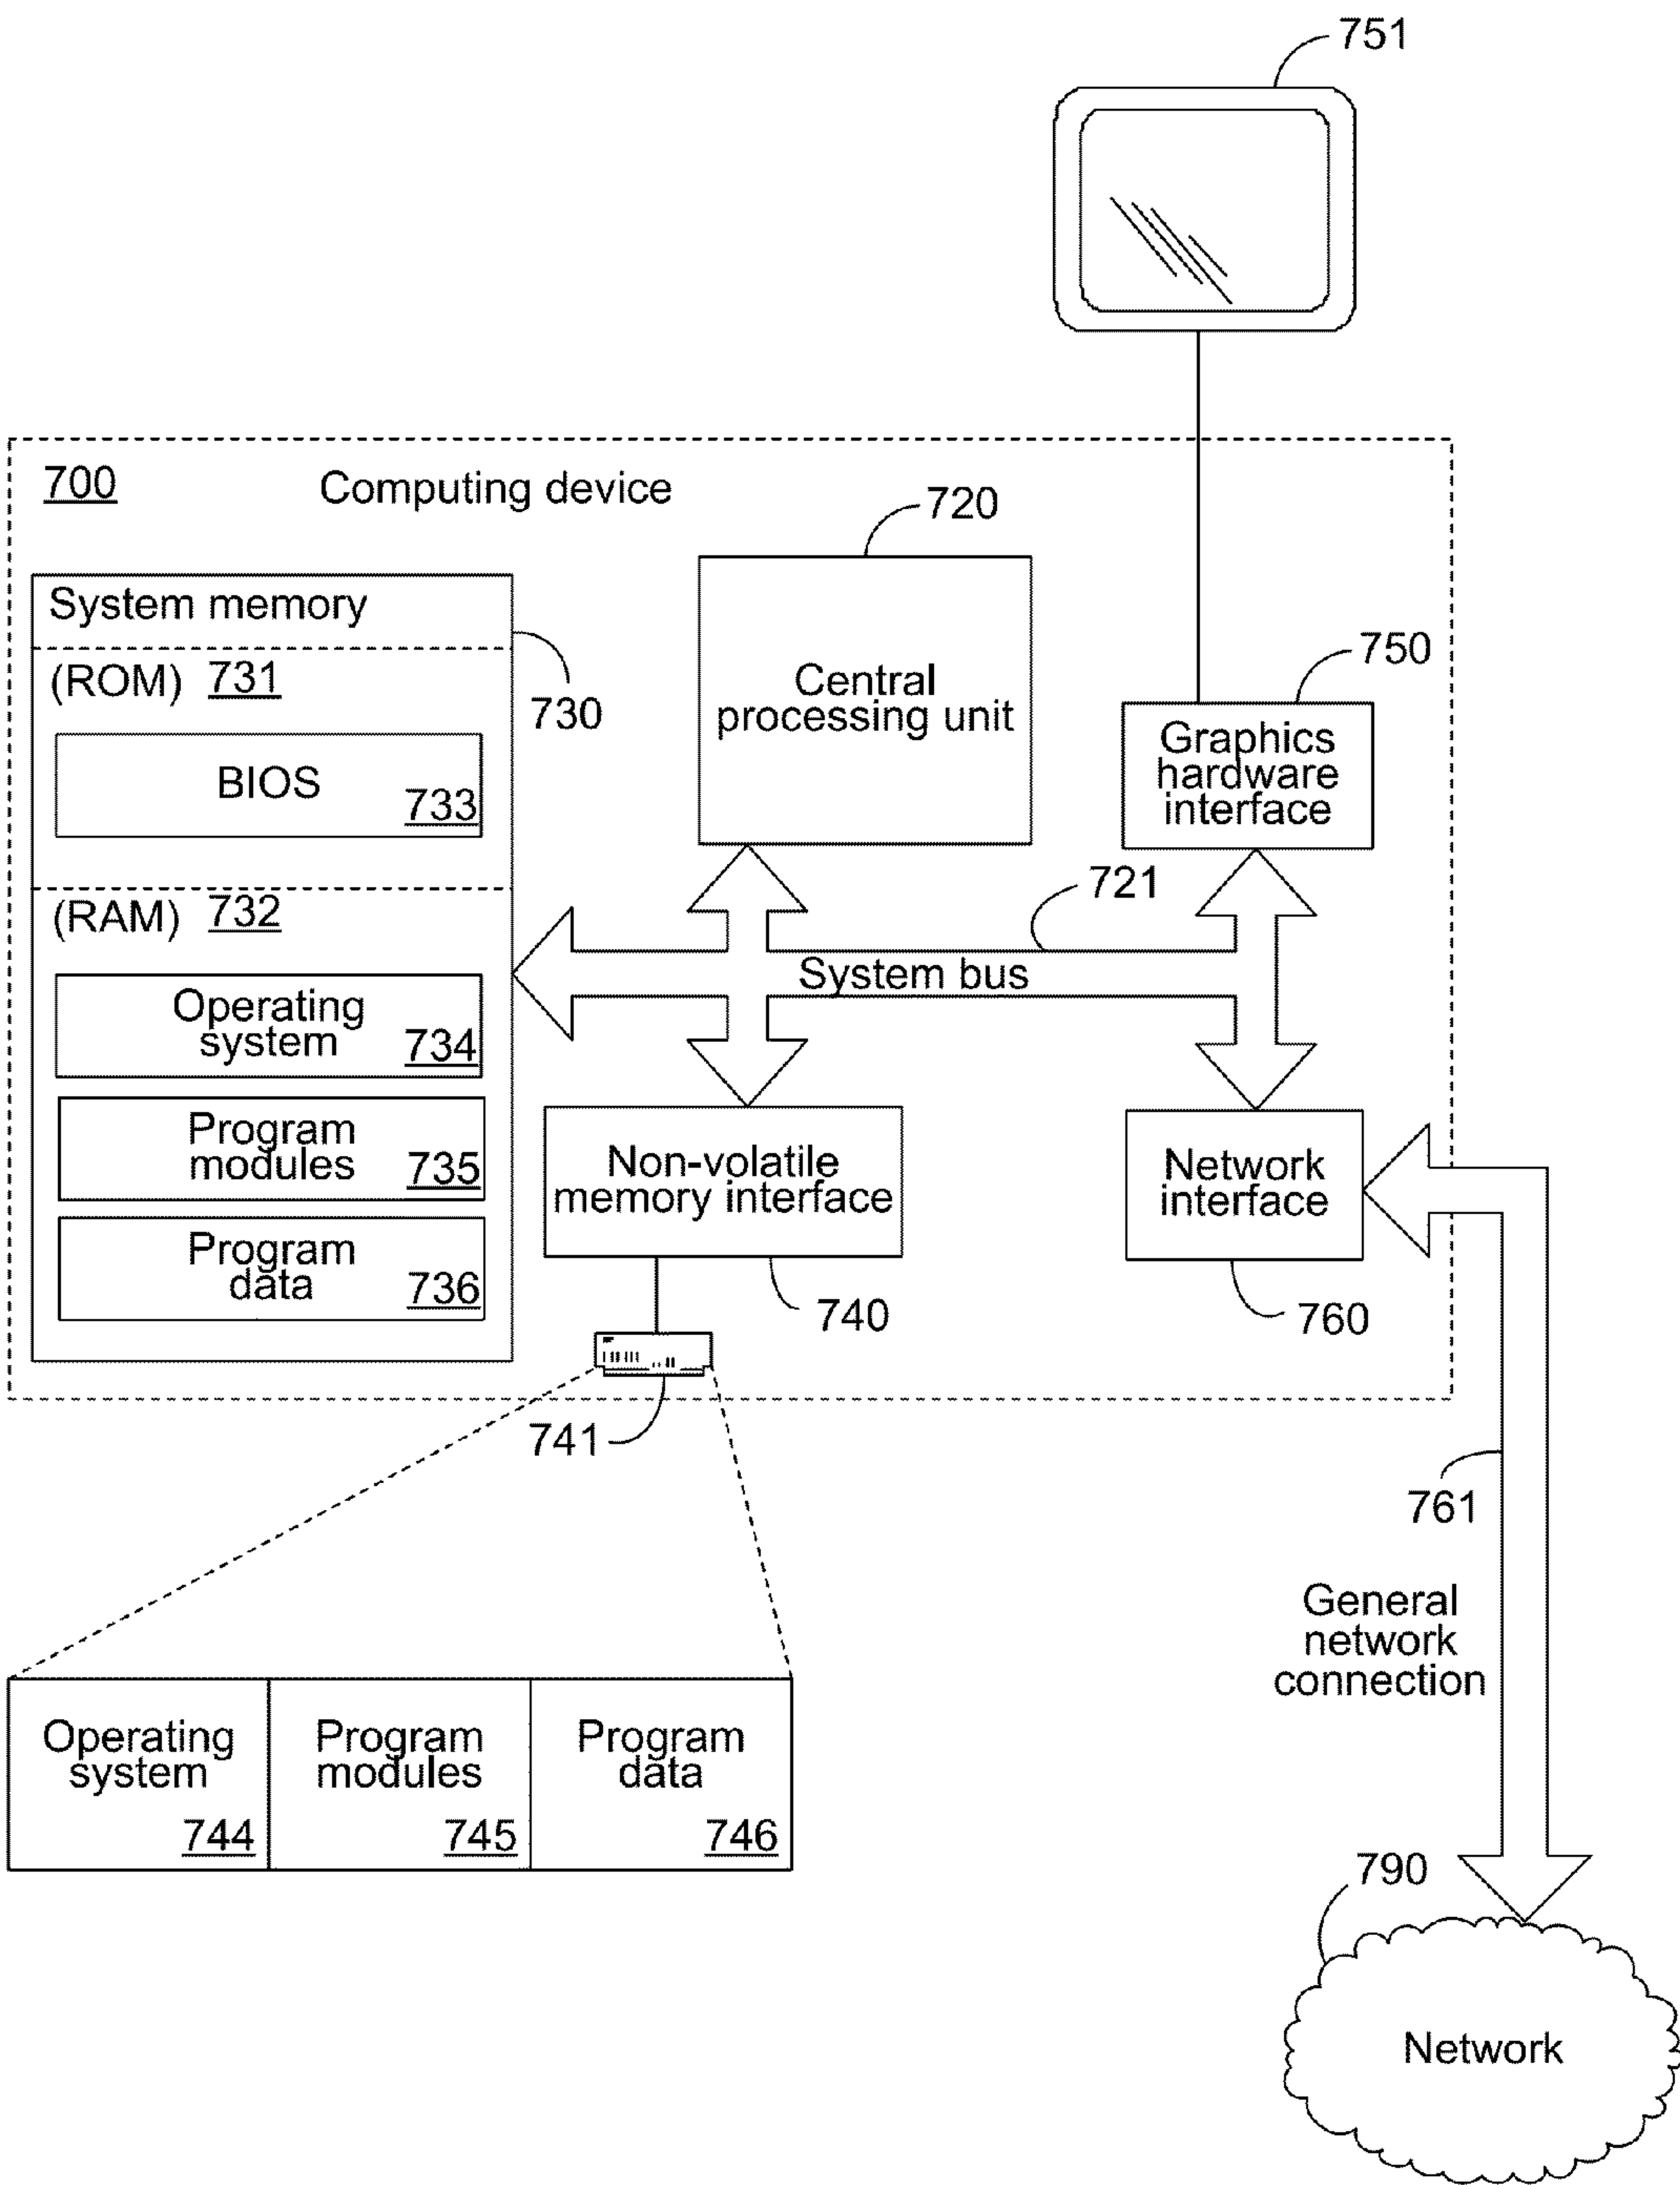 751
700
Computing device
720
System memory
(ROM) 731
730
Central
processing unit
750
Graphics
hardware
interface
BIOS
733
721
(RAM) 732
System bus
Operating
system
734
Program
modules
735
Non-volatile
memory interface
Network
interface
Program
data
736
740
760
741
761
General
network
connection
Operating
system
744
Program
modules
745
Program
data
746
790
Network